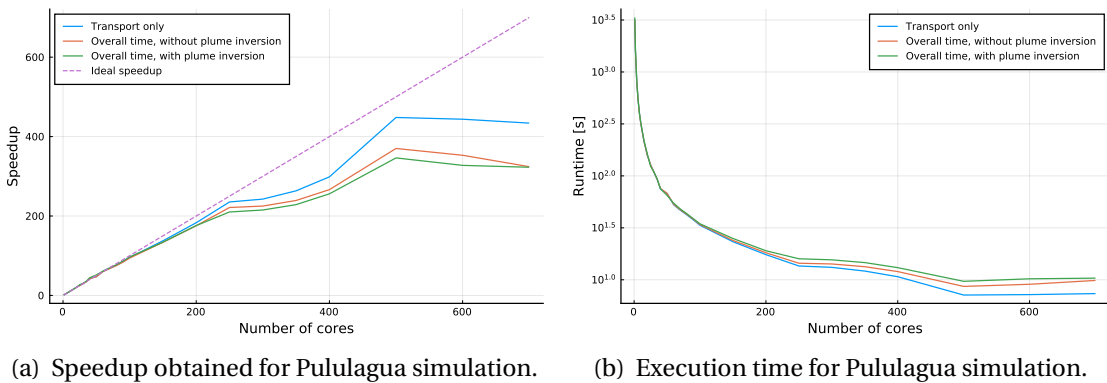 Transport only
Overall time, without plume inversion
Overall time, with plume inversion
Ideal speedup
600
400
200
0
Speedup
0
200
400
600
Number of cores
(a) Speedup obtained for Pululagua simulation.
Transport only
Overall time, without plume inversion
Overall time, with plume inversion
10^3.5
10^3.0
10^2.5
10^2.0
10^1.5
10^1.0
Runtime [s]
0
200
400
600
Number of cores
(b) Execution time for Pululagua simulation.